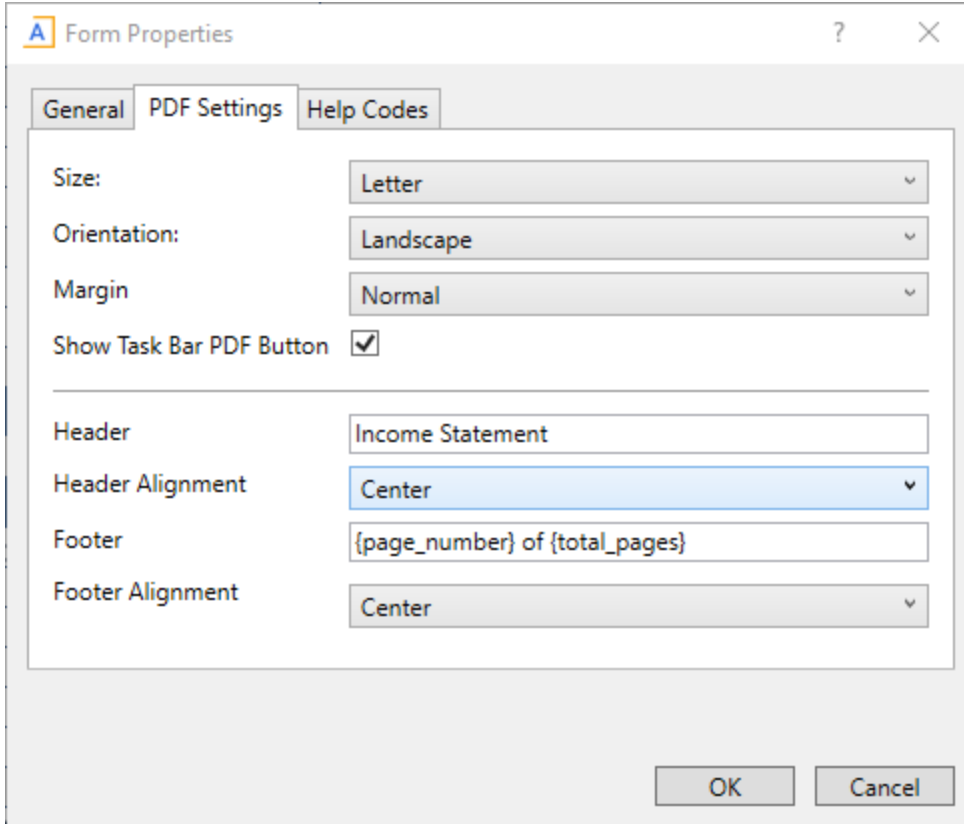 A Form Properties ?
General PDF Settings Help Codes
Size: Letter
Orientation: Landscape
Margin Normal
Show Task Bar PDF Button
Header Income Statement
Header Alignment Center
Footer {page_number} of {total_pages}
Footer Alignment Center
OK Cancel